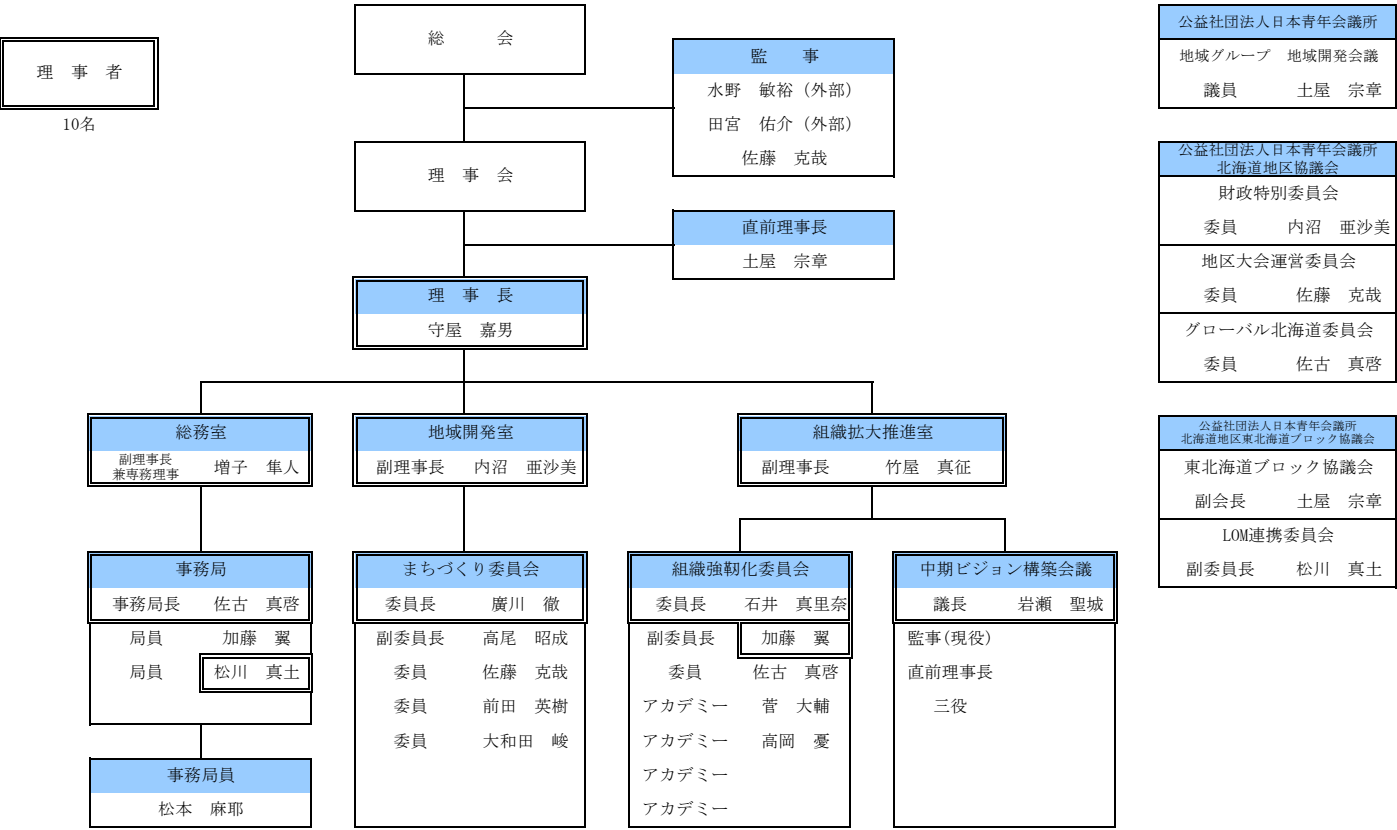 理　事　者
10名
総　　　会
監　　事
水野　敏裕（外部）
田宮　佑介（外部）
佐藤　克哉
理　事　会
直前理事長
土屋　宗章
理　事　長
守屋　嘉男
総務室
副理事長
兼専務理事　増子　隼人
地域開発室
副理事長　内沼　亜沙美
組織拡大推進室
副理事長　竹屋　真征
事務局
事務局長　佐古　真啓
局員　加藤　翼
局員　松川　真土
事務局員
松本　麻耶
まちづくり委員会
委員長　廣川　徹
副委員長　高尾　昭成
委員　佐藤　克哉
委員　前田　英樹
委員　大和田　峻
組織強靭化委員会
委員長　石井　真里奈
副委員長　加藤　翼
委員　佐古　真啓
アカデミー　菅　大輔
アカデミー　高岡　憂
アカデミー
アカデミー
中期ビジョン構築会議
議長　岩瀬　聖城
監事(現役)
直前理事長
三役
公益社団法人日本青年会議所
地域グループ　地域開発会議
議員　土屋　宗章
公益社団法人日本青年会議所
北海道地区協議会
財政特別委員会
委員　内沼　亜沙美
地区大会運営委員会
委員　佐藤　克哉
グローバル北海道委員会
委員　佐古　真啓
公益社団法人日本青年会議所
北海道地区東北海道ブロック協議会
東北海道ブロック協議会
副会長　土屋　宗章
LOM連携委員会
副委員長　松川　真土